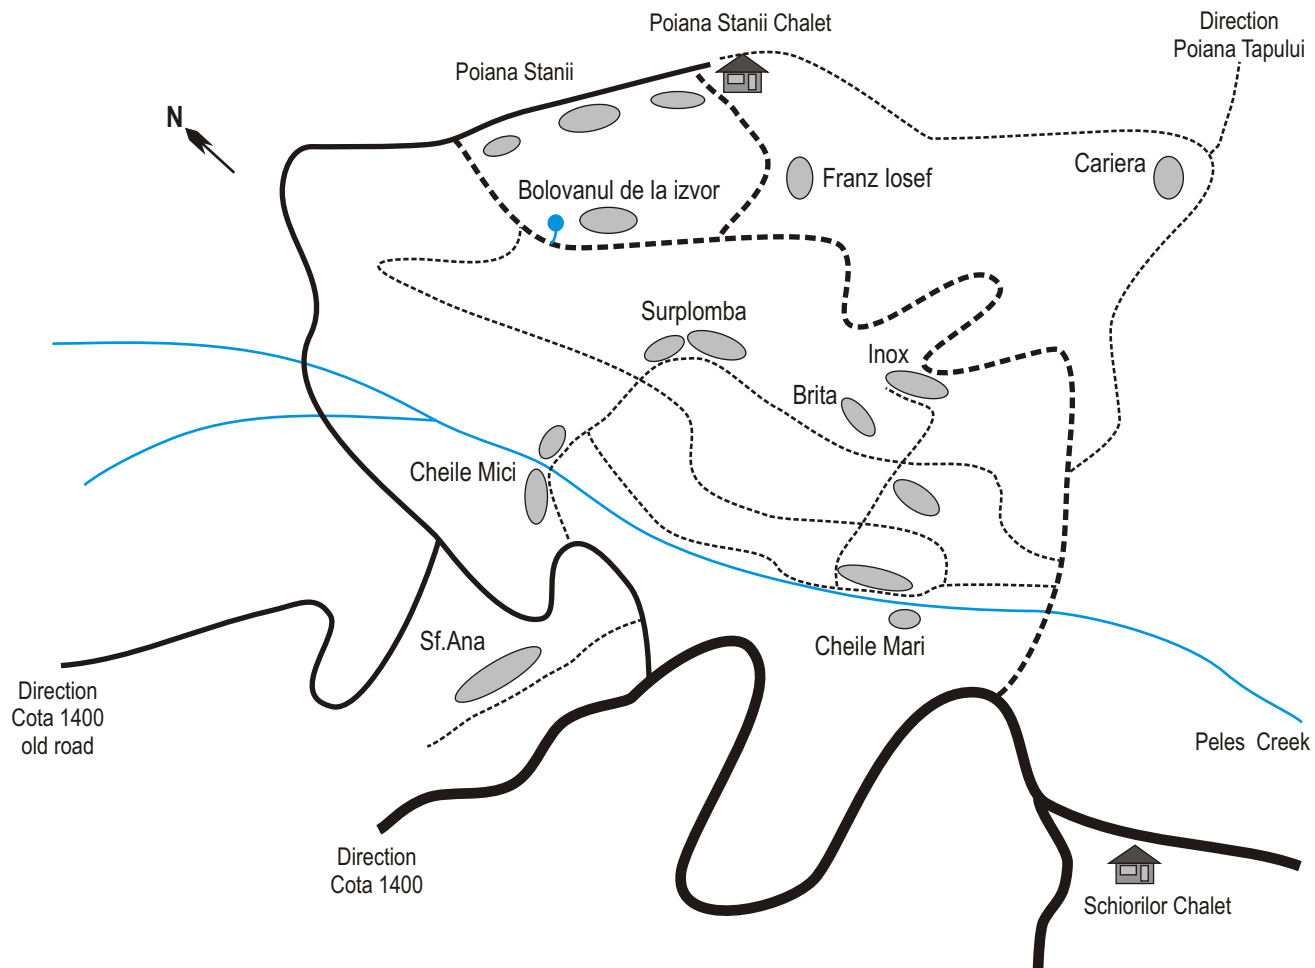 Poiana Stanii Chalet
Direction
Poiana Tapului
Poiana Stanii
N
Cariera
Franz Iosef
Bolovanul de la izvor
Surplomba
Inox
Brita
Cheile Mici
Sf.Ana
Cheile Mari
Direction
Cota 1400
old road
Peles Creek
Direction
Cota 1400
Schiorilor Chalet